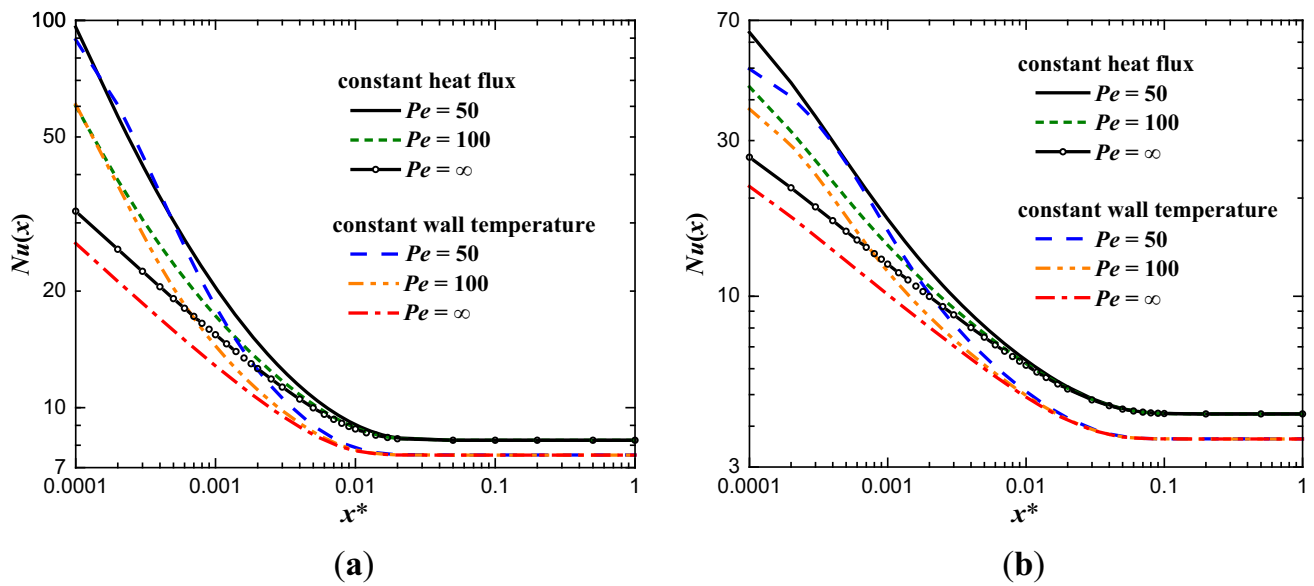 100
50
20
10
7
Nu(x)
constant heat flux
Pe = 50
Pe = 100
Pe = ∞
constant wall temperature
Pe = 50
Pe = 100
Pe = ∞
0.0001 0.001 0.01 0.1 1
x*
(a)
70
30
10
3
Nu(x)
constant heat flux
Pe = 50
Pe = 100
Pe = ∞
constant wall temperature
Pe = 50
Pe = 100
Pe = ∞
0.0001 0.001 0.01 0.1 1
x*
(b)